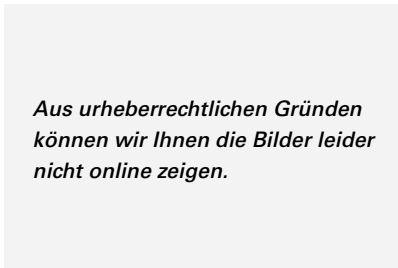 Aus urheberrechtlichen Gründen
können wir Ihnen die Bilder leider
nicht online zeigen.